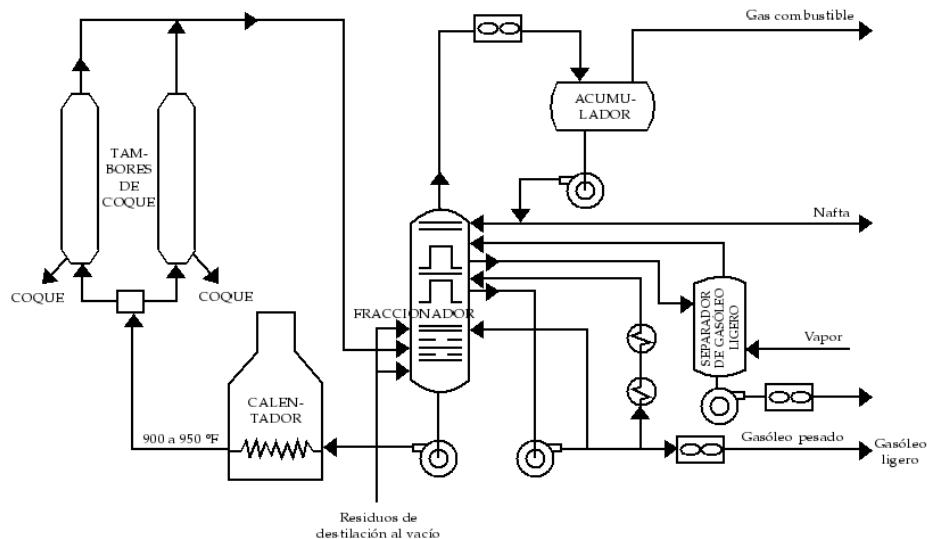 Gas combustible
ACUMU-
LADOR
TAM-
BORES
DE
COQUE
Nafta
COQUE
COQUE
FRACCIONADOR
SEPARADOR
DE GASÓLEO
LIGERO
Vapor
CALEN-
TADOR
900 a 950 °F
Gasóleo pesado
Gasóleo
ligero
Residuos de
destilación al vacío